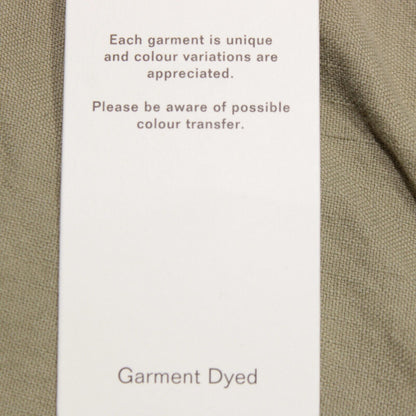 Each garment is unique
and colour variations are
appreciated.
Please be aware of possible
colour transfer.
Garment Dyed